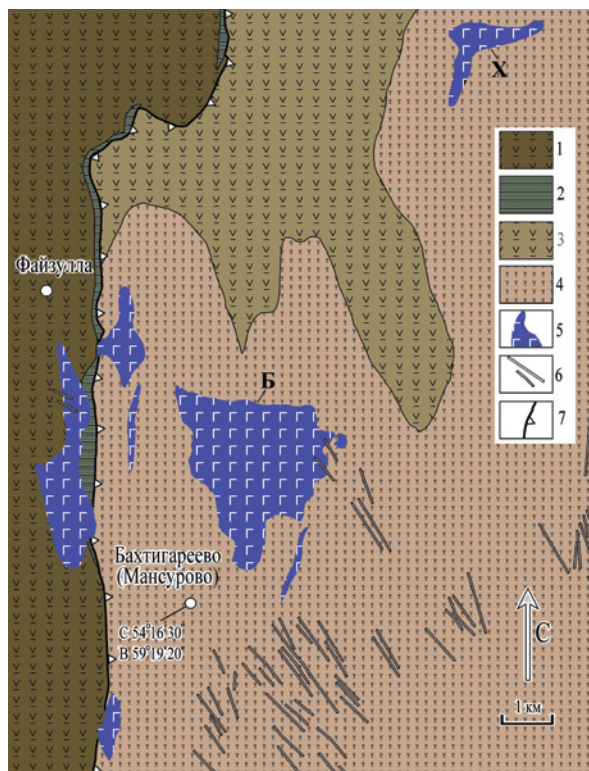 Х
1
2
3
4
5
6
7
Файзулла
Б
Бахтигареево
(Мансурово)
С 54°16'30
В 59°19'20
С
1 км